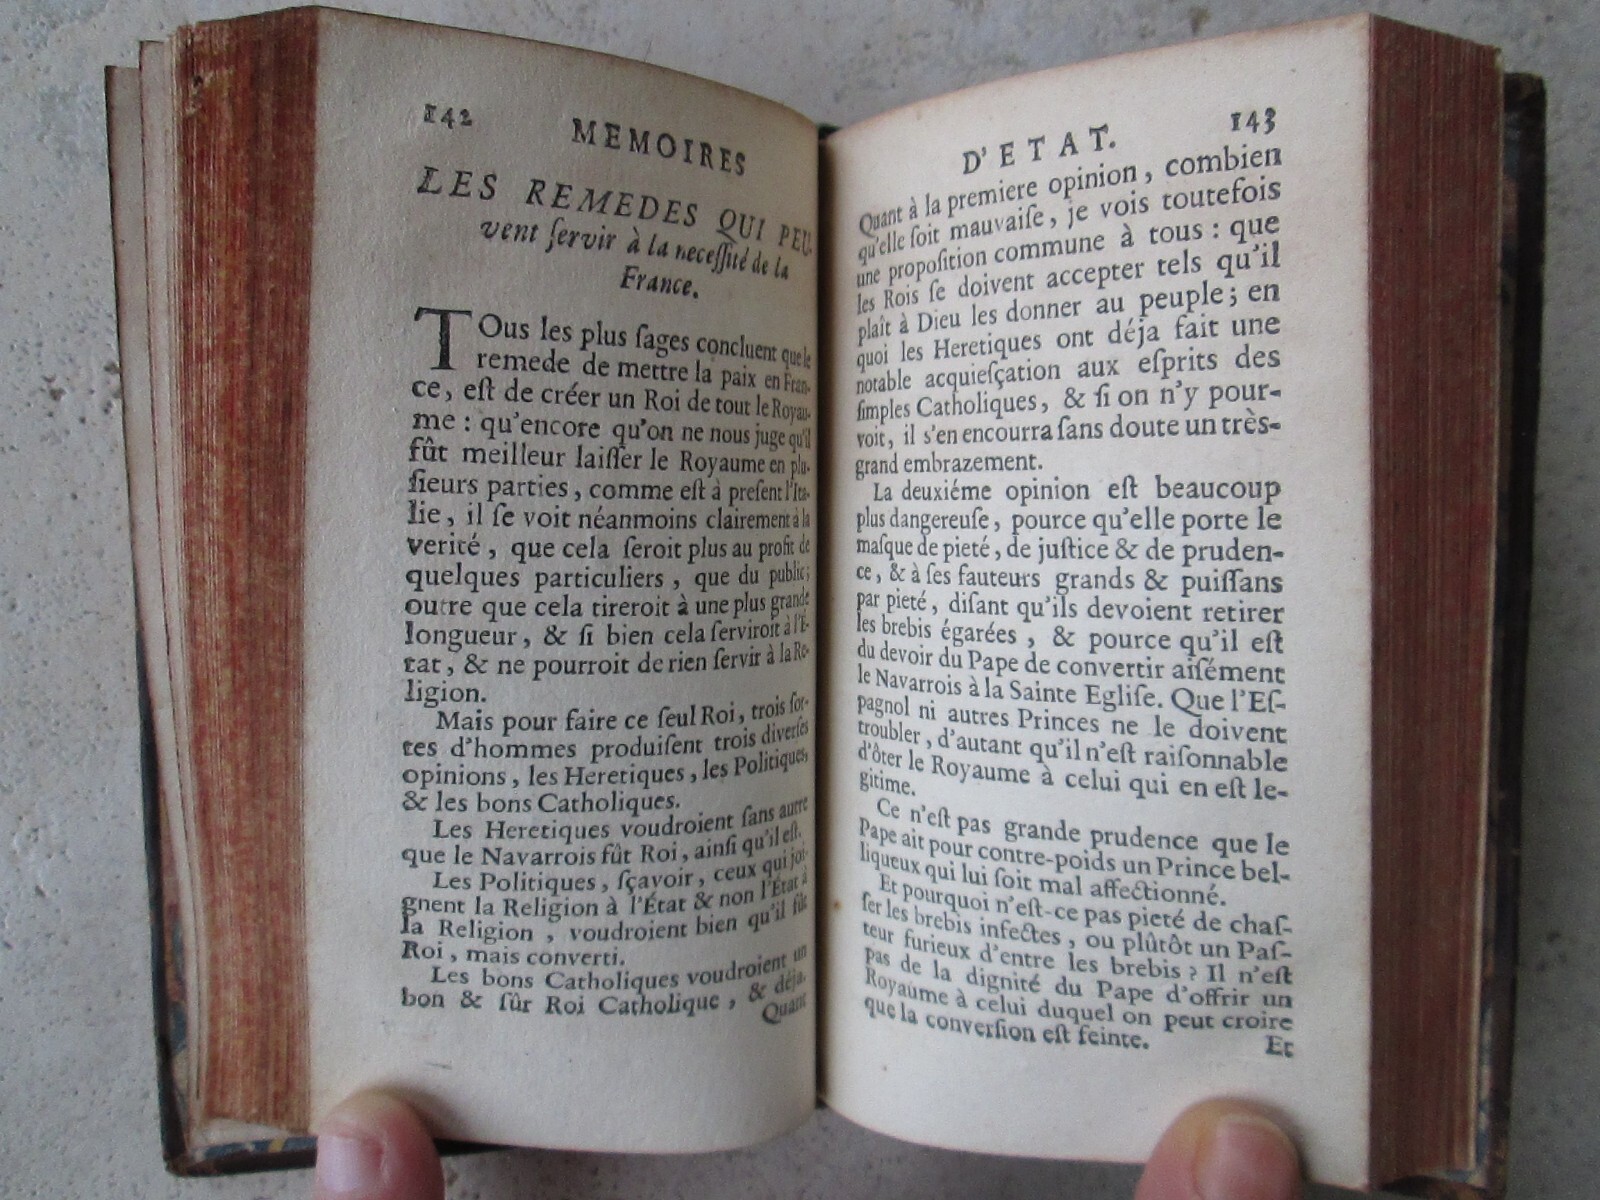 142
MEMOIRES
LES REMEDES QUI PEU-
vent ſervir à la neceſſité de la
France.
TOus les plus ſages concluent que le
remede de mettre la paix en Fran-
ce, eſt de créer un Roi de tout le Royau-
me : qu'encore qu'on ne nous juge qu'il
fût meilleur laiſſer le Royaume en plu-
ſieurs parties, comme eſt à preſent l'Ita-
lie, il ſe voit néanmoins clairement à la
verité, que cela ſeroit plus au profit de
quelques particuliers, que du public;
outre que cela tireroit à une plus grande
longueur, & ſi bien cela ſerviroit à l'É-
tat, & ne pourroit de rien ſervir à la Re-
ligion.
Mais pour faire ce ſeul Roi, trois ſor-
tes d'hommes produiſent trois diverſes
opinions, les Heretiques, les Politiques,
& les bons Catholiques.
Les Heretiques voudroient ſans autre
que le Navarrois fût Roi, ainſi qu'il eſt.
Les Politiques, ſçavoir, ceux qui joi-
gnent la Religion à l'État & non l'État à
la Religion, voudroient bien qu'il fût
Roi, mais converti.
Les bons Catholiques voudroient un
bon & ſûr Roi Catholique, & déja.
Quant
D'ETAT.
143
Quant à la premiere opinion, combien
qu'elle ſoit mauvaiſe, je vois toutefois
une propoſition commune à tous : que
les Rois ſe doivent accepter tels qu'il
plaît à Dieu les donner au peuple; en
quoi les Heretiques ont déja fait une
notable acquieſçation aux eſprits des
ſimples Catholiques, & ſi on n'y pour-
voit, il s'en encourra ſans doute un très-
grand embrazement.
La deuxiéme opinion eſt beaucoup
plus dangereuſe, pource qu'elle porte le
maſque de pieté, de juſtice & de pruden-
ce, & à ſes fauteurs grands & puiſſans
par pieté, diſant qu'ils devoient retirer
les brebis égarées, & pource qu'il eſt
du devoir du Pape de convertir aiſément
le Navarrois à la Sainte Egliſe. Que l'Eſ-
pagnol ni autres Princes ne le doivent
troubler, d'autant qu'il n'eſt raiſonnable
d'ôter le Royaume à celui qui en eſt le-
gitime.
Ce n'eſt pas grande prudence que le
Pape ait pour contre-poids un Prince bel-
liqueux qui lui ſoit mal affectionné.
Et pourquoi n'eſt-ce pas pieté de chaſ-
ſer les brebis infectes, ou plûtôt un Paſ-
teur furieux d'entre les brebis ? Il n'eſt
pas de la dignité du Pape d'offrir un
Royaume à celui duquel on peut croire
que la converſion eſt feinte.
Et